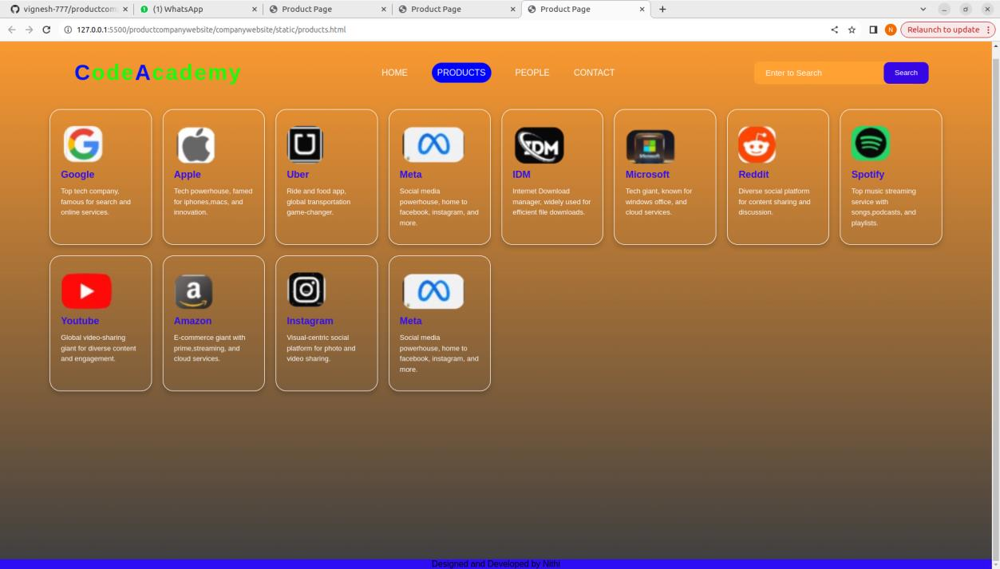 vignesh-777/productcom
(1) WhatsApp
Product Page
Product Page
Product Page
127.0.0.1:5500/productcompanywebsite/companywebsite/static/products.html
N
Relaunch to update
CodeAcademy
HOME
PRODUCTS
PEOPLE
CONTACT
Enter to Search
Search
Google
Top tech company,
famous for search and
online services.
Apple
Tech powerhouse, famed
for iphones,macs, and
innovation.
Uber
Ride and food app,
global transportation
game-changer.
Meta
Social media
powerhouse, home to
facebook, instagram, and
more.
IDM
IDM
Internet Download
manager, widely used for
efficient file downloads.
Microsoft
Microsoft
Tech giant, known for
windows office, and
cloud services.
Reddit
Diverse social platform
for content sharing and
discussion.
Spotify
Top music streaming
service with
songs,podcasts, and
playlists.
Youtube
Global video-sharing
giant for diverse content
and engagement.
a
Amazon
E-commerce giant with
prime,streaming, and
cloud services.
Instagram
Visual-centric social
platform for photo and
video sharing.
Meta
Social media
powerhouse, home to
facebook, instagram, and
more.
Designed and Developed by Nithi